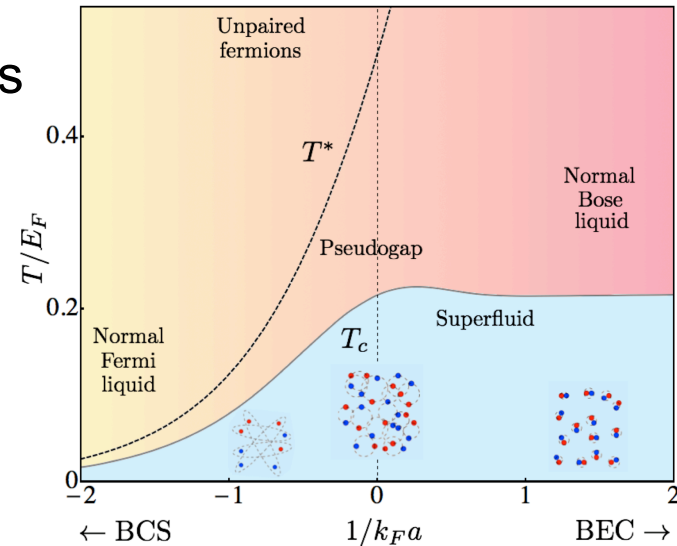 s
Unpaired
fermions
0.4
T*
Normal
Bose
liquid
T/E_F
Pseudogap
0.2
Superfluid
T_c
Normal
Fermi
liquid
0
−2
−1
0
1
2
← BCS
1/k_F a
BEC →